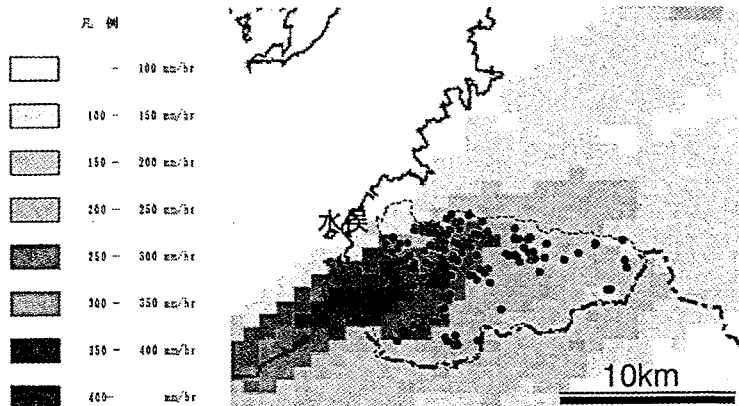 凡 例
- 100 mm/hr
100 - 150 mm/hr
150 - 200 mm/hr
200 - 250 mm/hr
250 - 300 mm/hr
300 - 350 mm/hr
350 - 400 mm/hr
400- mm/hr
水俣
10km